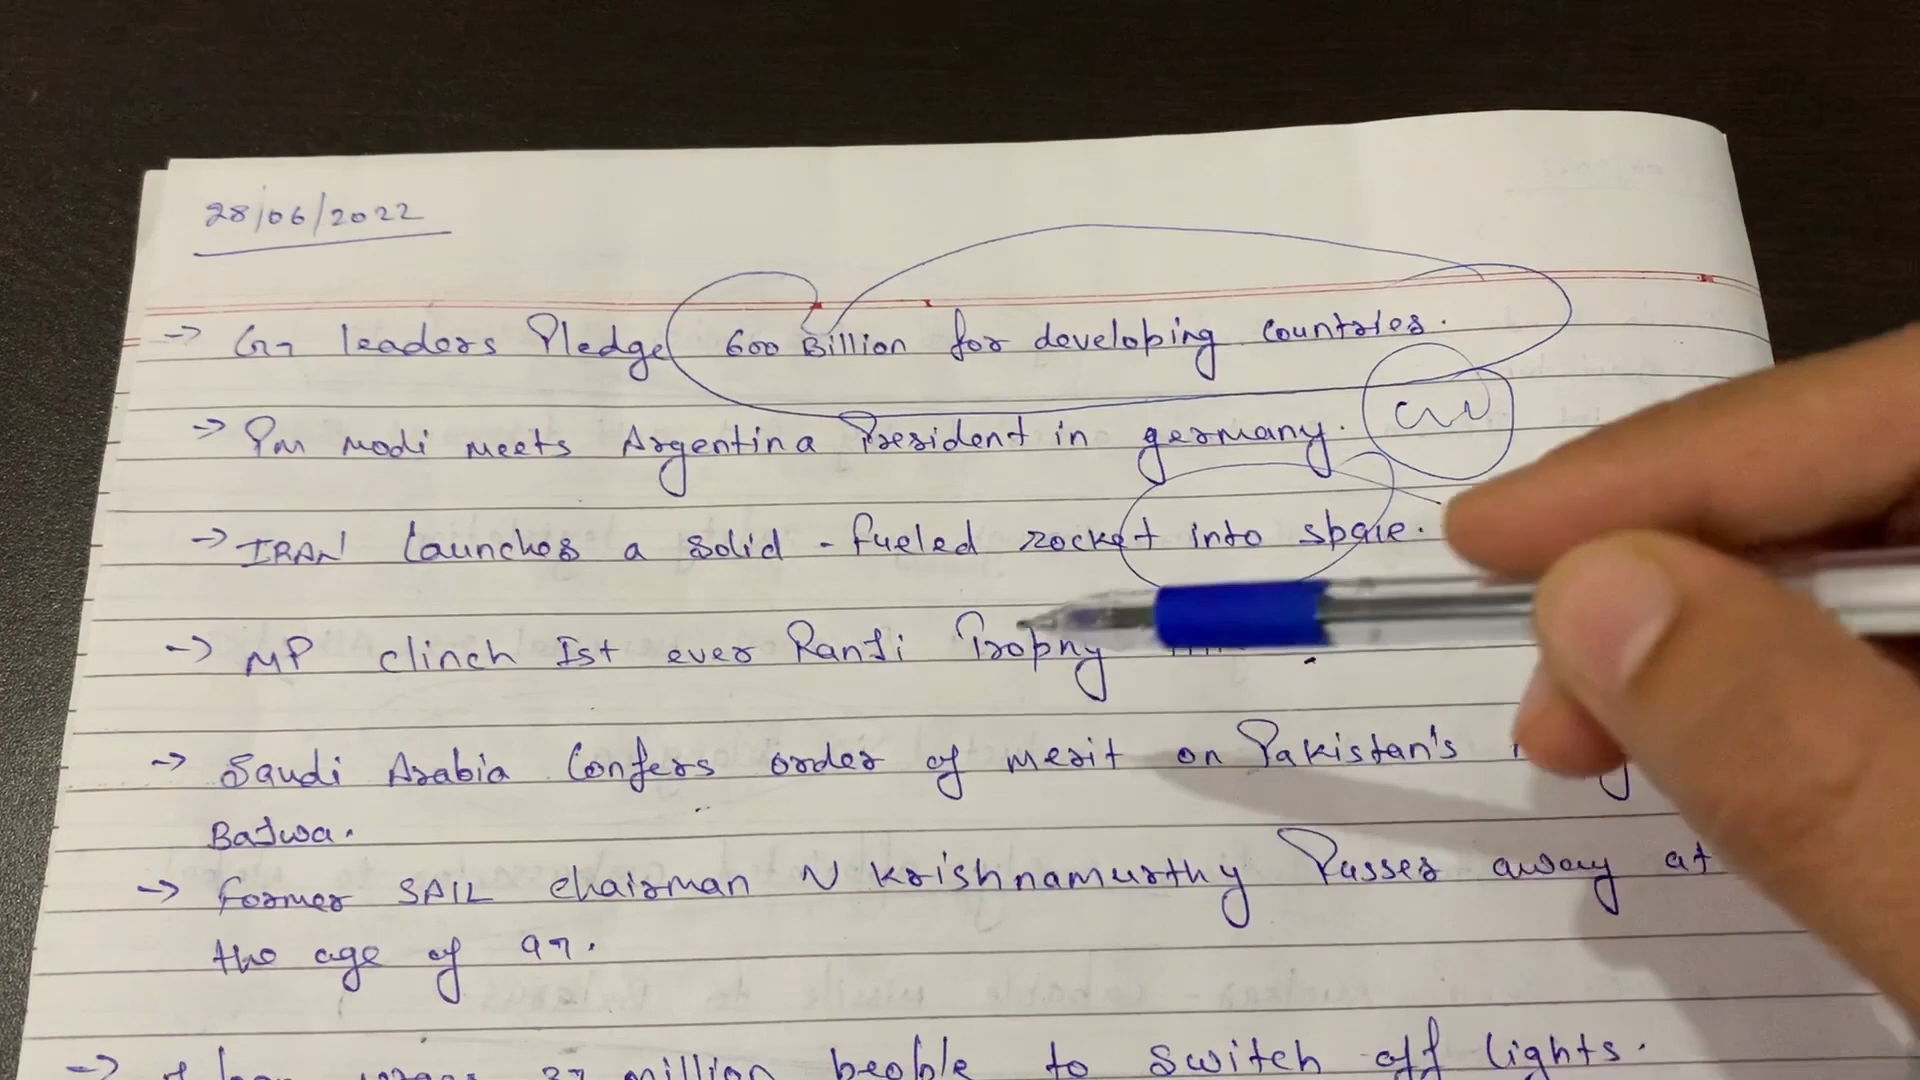 28/06/2022
→ G7 leaders Pledge 600 Billion for developing Countries.
→ Pm modi meets Argentina President in germany.
→ IRAN launches a solid-fueled rocket into space.
→ MP clinch Ist ever Ranji Trophy
→ Saudi Arabia Confers order of merit on Pakistan's
Bajwa.
→ former SAIL chairman N Krishnamurthy Passes away at
the age of 97.
→ 37 million people to switch off lights.